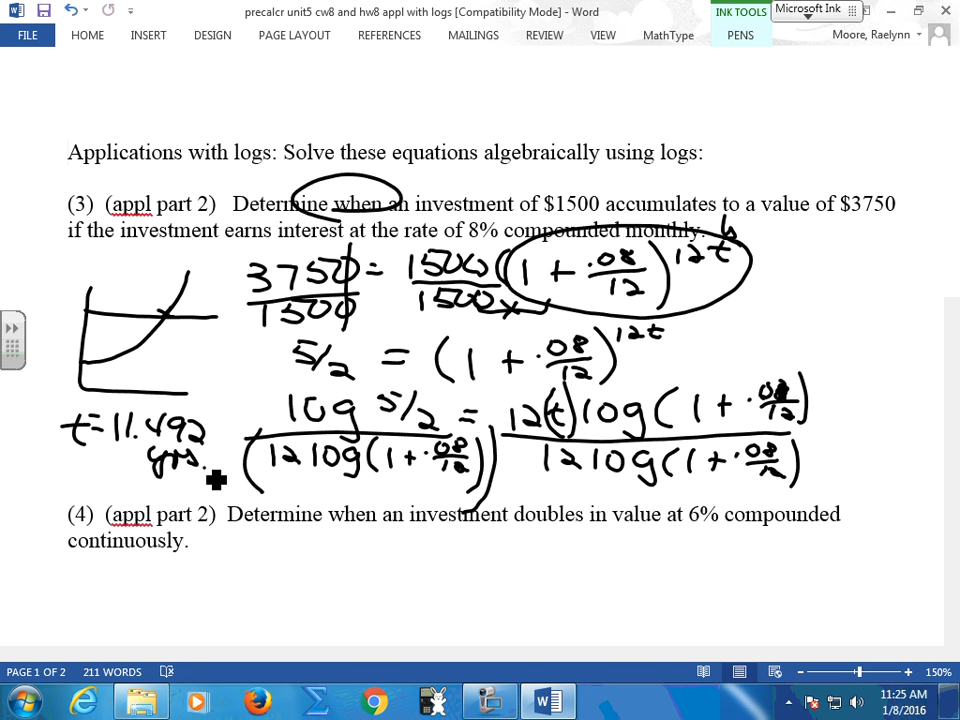 precalcr unit5 cw8 and hw8 appl with logs [Compatibility Mode] - Word
INK TOOLS
Microsoft Ink
FILE HOME INSERT DESIGN PAGE LAYOUT REFERENCES MAILINGS REVIEW VIEW MathType PENS Moore, Raelynn
Applications with logs: Solve these equations algebraically using logs:
(3) (appl part 2) Determine when an investment of $1500 accumulates to a value of $3750
if the investment earns interest at the rate of 8% compounded monthly.
3750/1500 = 1500/1500 (1 + .08/12)^12t
5/2 = (1 + .08/12)^12t
log 5/2 = 12(t) log (1 + .08/12)
(12 log (1 + .08/12)) 12 log (1 + .08/12)
t = 11.492
yrs.
(4) (appl part 2) Determine when an investment doubles in value at 6% compounded
continuously.
PAGE 1 OF 2 211 WORDS 150%
11:25 AM
1/8/2016